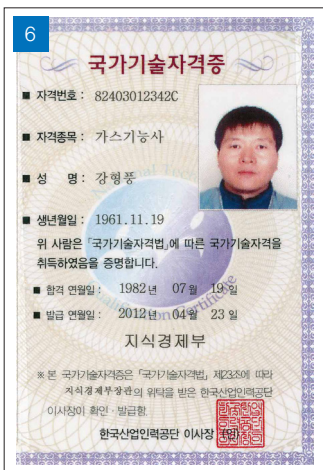 6
국가기술자격증
■ 자격번호 : 82403012342C
■ 자격종목 : 가스기능사
■ 성 명 : 강형풍
■ 생년월일 : 1961.11.19
위 사람은 「국가기술자격법」에 따른 국가기술자격을
취득하였음을 증명합니다.
■ 합격 연월일 : 1982 년 07 월 19 일
■ 발급 연월일 : 2012 년 04 월 23 일
지식경제부
※ 본 국가기술자격증은 「국가기술자격법」 제23조에 따라
지식경제부장관의 위탁을 받은 한국산업인력공단
이사장이 확인 · 발급함.
한국산업인력공단 이사장 (인)